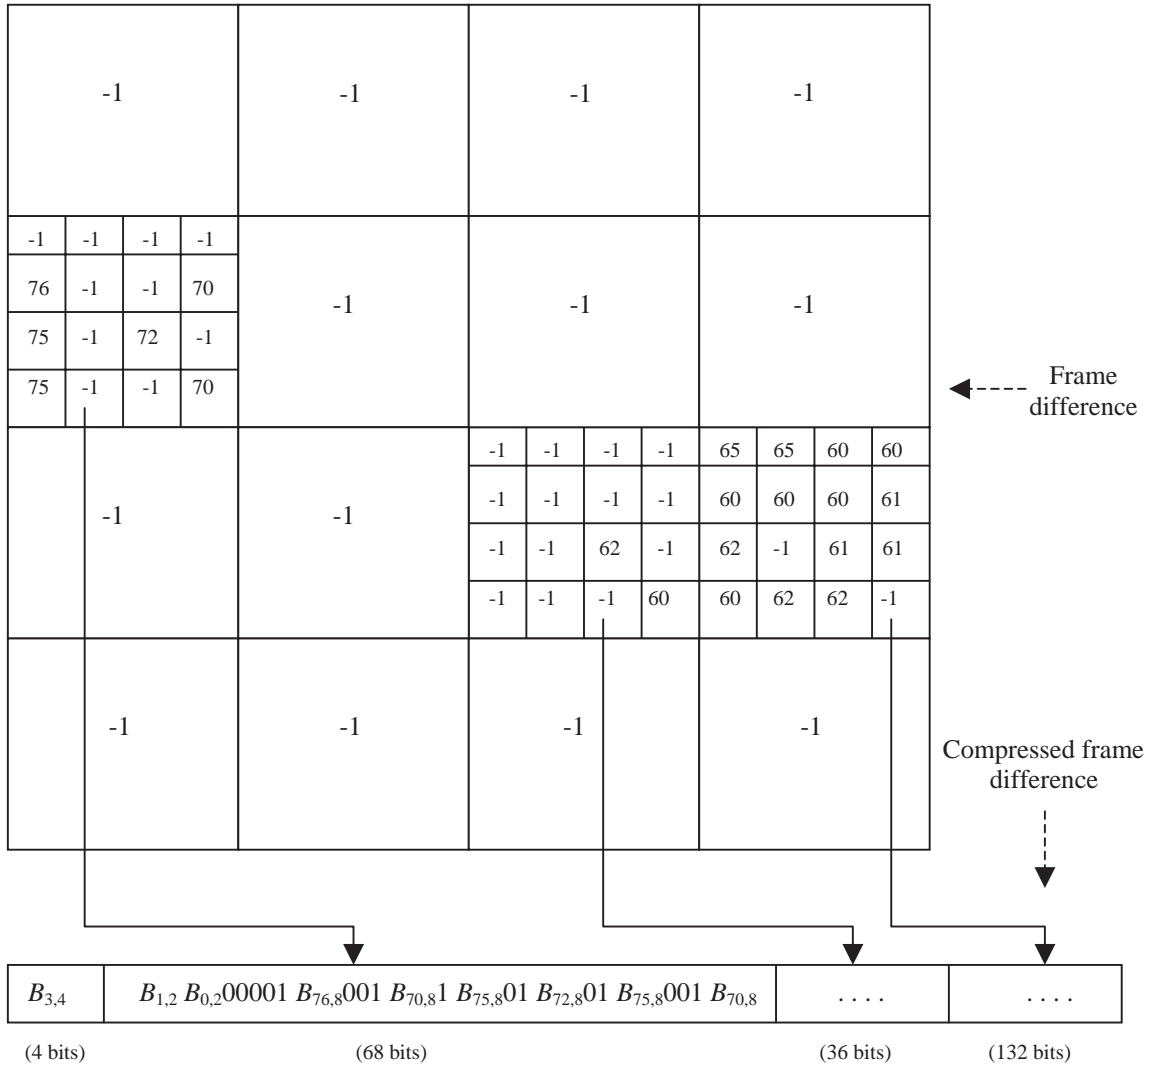 -1 -1 -1 -1
-1 -1 -1 -1
76 -1 -1 70
-1 -1 -1
75 -1 72 -1
75 -1 -1 70
Frame
difference
-1 -1 -1 -1 65 65 60 60
-1 -1 -1 -1 60 60 60 61
-1 -1
-1 -1 62 -1 62 -1 61 61
-1 -1 -1 60 60 62 62 -1
-1 -1 -1 -1
Compressed frame
difference
B3,4 B1,2 B0,200001 B76,8001 B70,81 B75,801 B72,801 B75,8001 B70,8 . . . . . . . .
(4 bits) (68 bits) (36 bits) (132 bits)